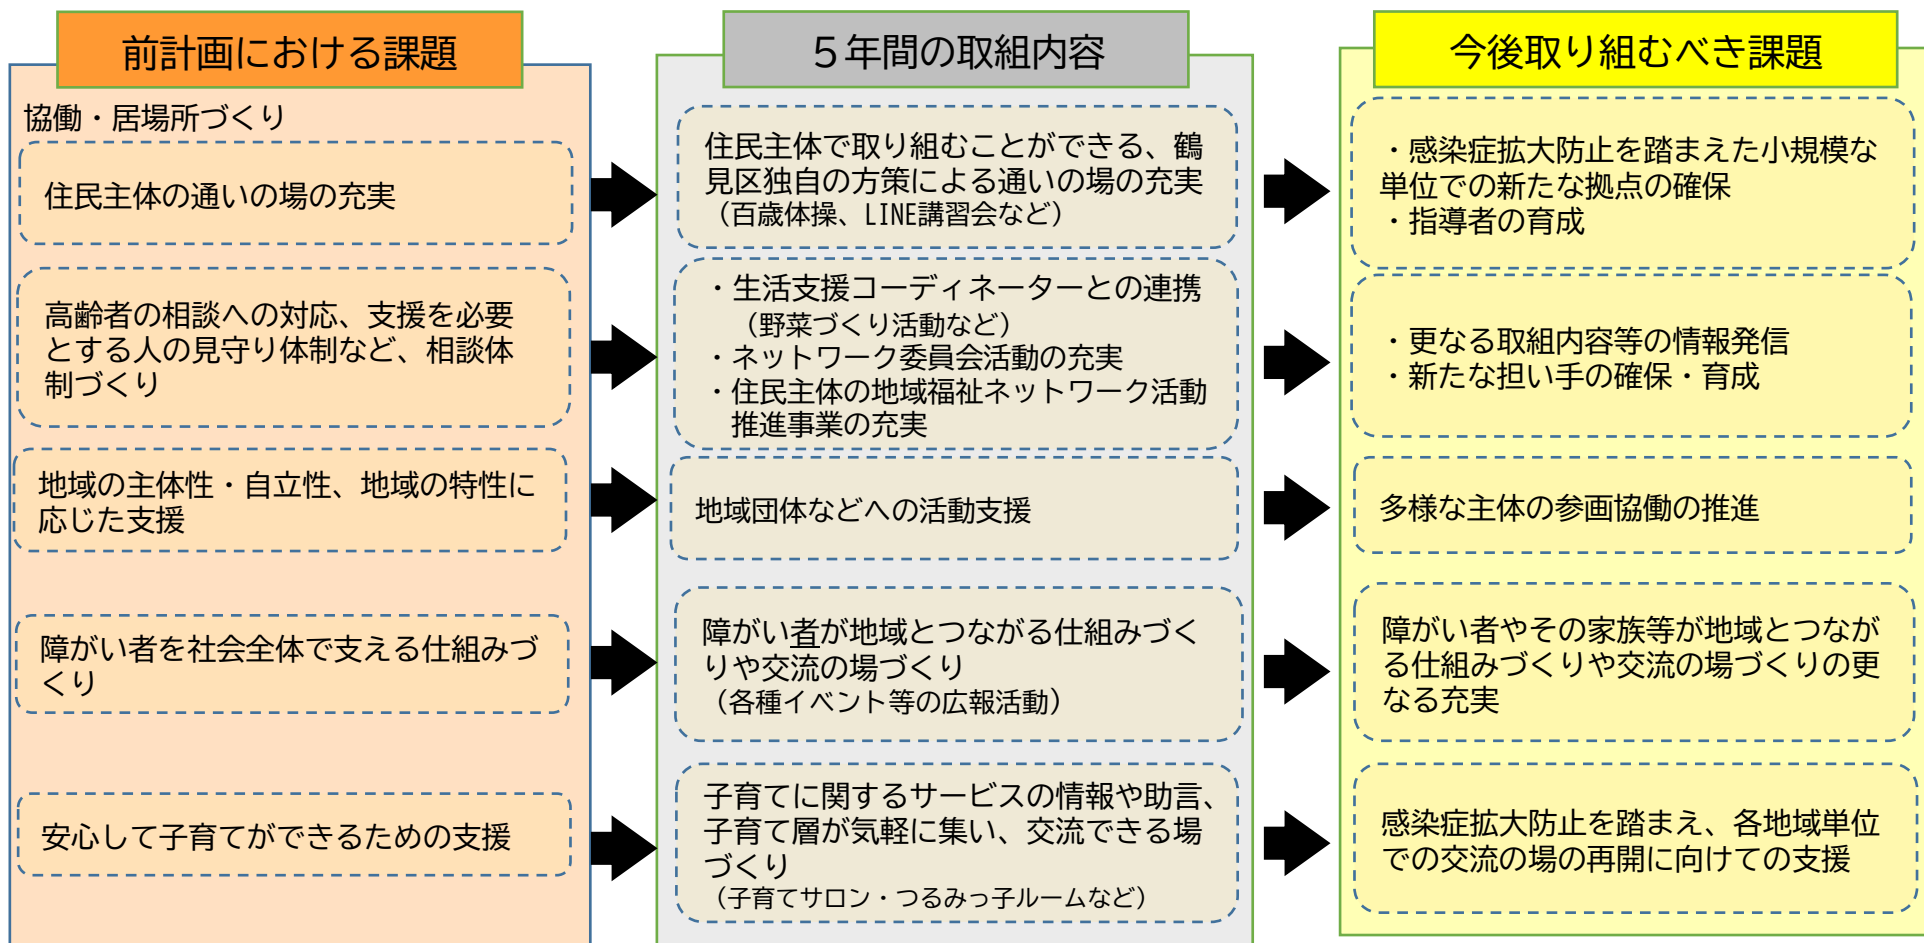 前計画における課題
協働・居場所づくり
住民主体の通いの場の充実
高齢者の相談への対応、支援を必要
とする人の見守り体制など、相談体
制づくり
地域の主体性・自立性、地域の特性に
応じた支援
障がい者を社会全体で支える仕組みづ
くり
安心して子育てができるための支援
５年間の取組内容
住民主体で取り組むことができる、鶴
見区独自の方策による通いの場の充実
（百歳体操、LINE講習会など）
・生活支援コーディネーターとの連携
（野菜づくり活動など）
・ネットワーク委員会活動の充実
・住民主体の地域福祉ネットワーク活動
推進事業の充実
地域団体などへの活動支援
障がい者が地域とつながる仕組みづく
りや交流の場づくり
（各種イベント等の広報活動）
子育てに関するサービスの情報や助言、
子育て層が気軽に集い、交流できる場
づくり
（子育てサロン・つるみっ子ルームなど）
今後取り組むべき課題
・感染症拡大防止を踏まえた小規模な
単位での新たな拠点の確保
・指導者の育成
・更なる取組内容等の情報発信
・新たな担い手の確保・育成
多様な主体の参画協働の推進
障がい者やその家族等が地域とつなが
る仕組みづくりや交流の場づくりの更
なる充実
感染症拡大防止を踏まえ、各地域単位
での交流の場の再開に向けての支援